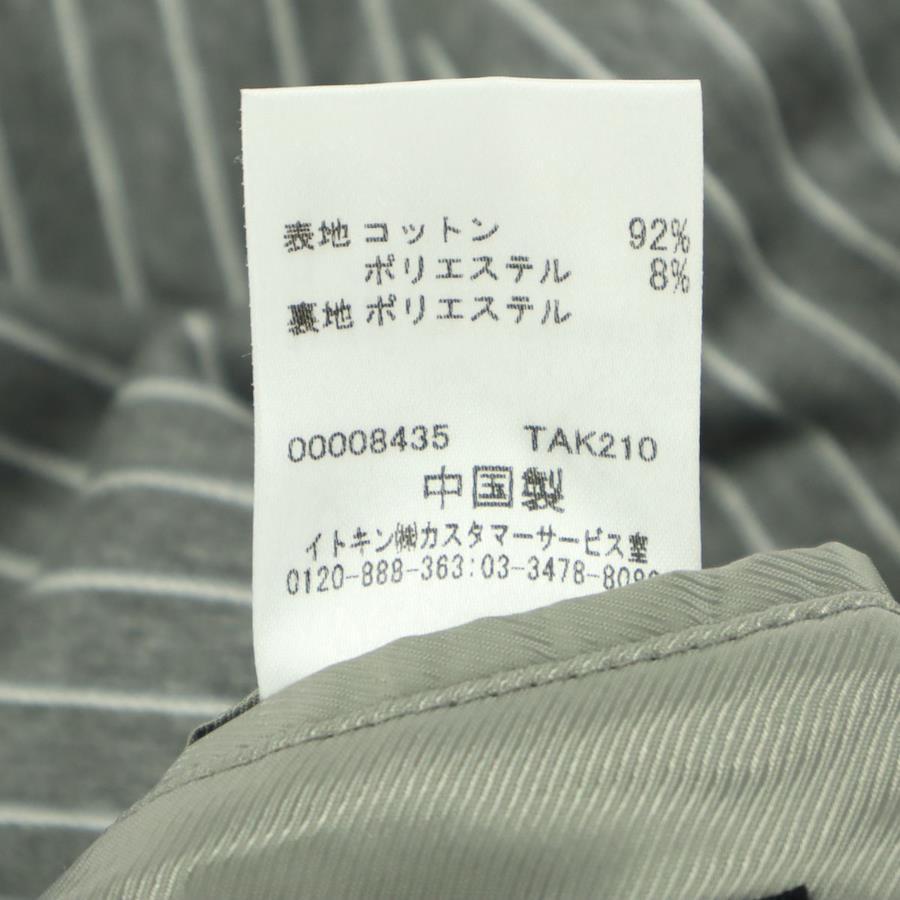 表地 コットン 92%
ポリエステル 8%
裏地 ポリエステル
00008435 TAK210
中国製
イトキン㈱カスタマーサービス室
0120-888-363:03-3478-8088